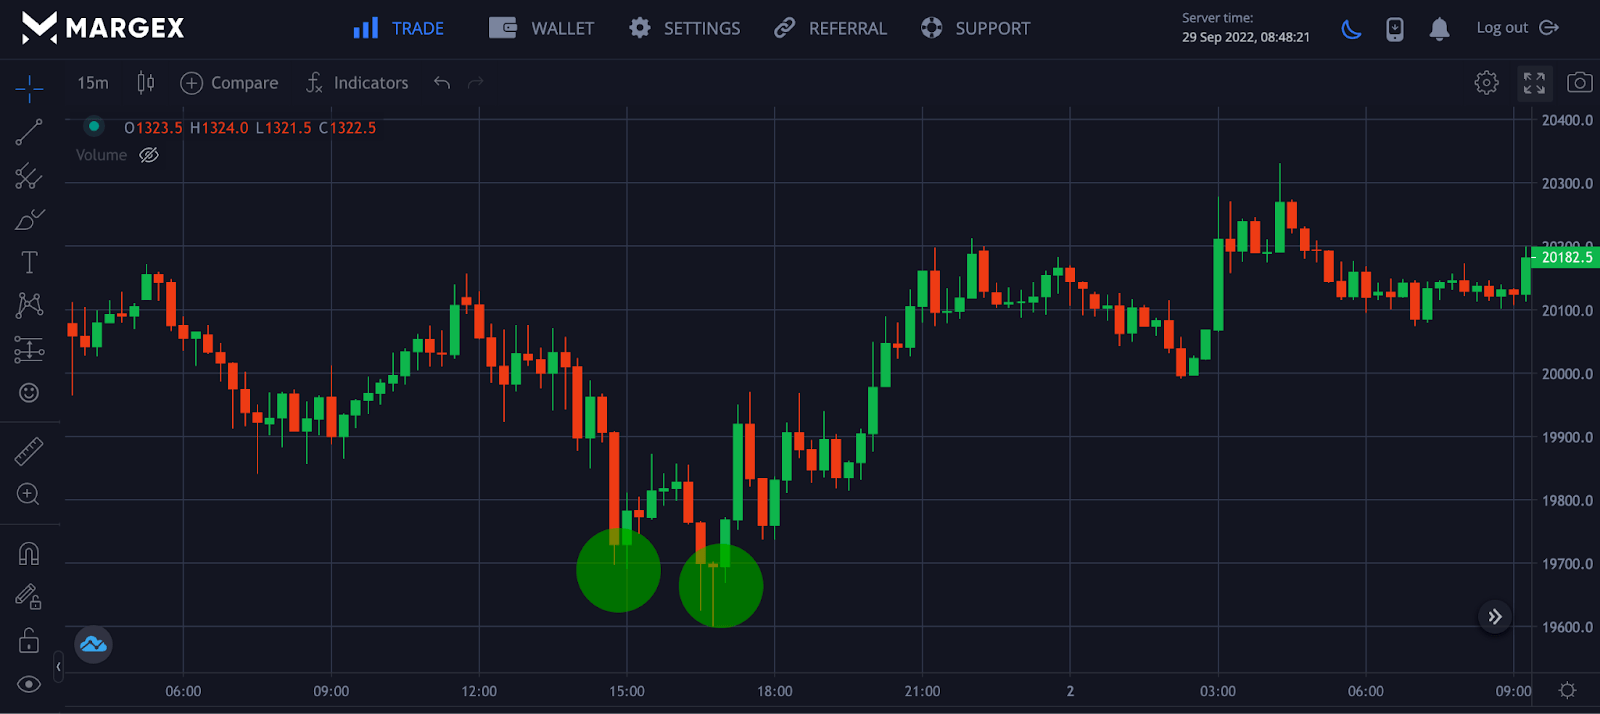 MARGEX
TRADE WALLET SETTINGS REFERRAL SUPPORT
Server time:
29 Sep 2022, 08:48:21
Log out
15m Compare Indicators
O1323.5 H1324.0 L1321.5 C1322.5
Volume
20400.0
20300.0
20200.0
20182.5
20100.0
20000.0
19900.0
19800.0
19700.0
19600.0
06:00 09:00 12:00 15:00 18:00 21:00 2 03:00 06:00 09:00